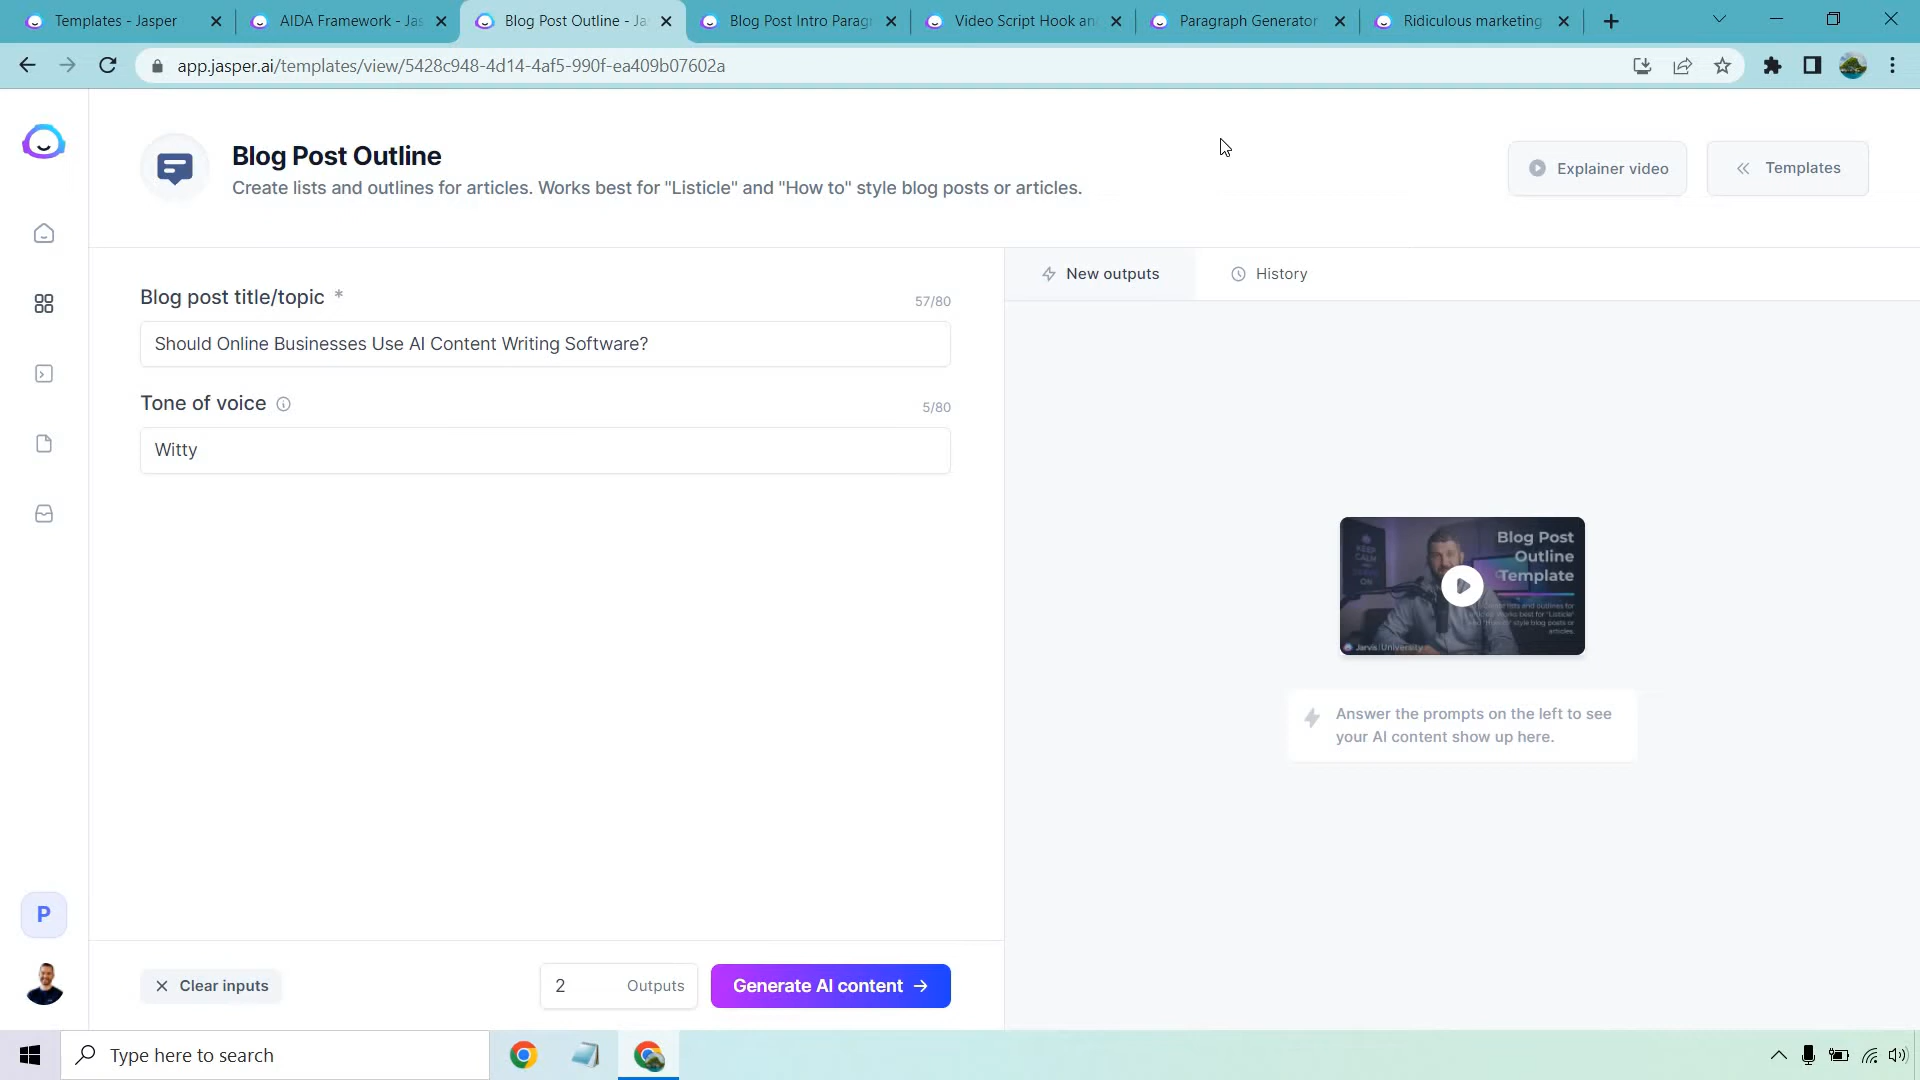 Templates - Jasper
AIDA Framework - Jas
Blog Post Outline - Ja
Blog Post Intro Paragr
Video Script Hook an
Paragraph Generator
Ridiculous marketing
app.jasper.ai/templates/view/5428c948-4d14-4af5-990f-ea409b07602a
Blog Post Outline
Create lists and outlines for articles. Works best for "Listicle" and "How to" style blog posts or articles.
Explainer video
Templates
New outputs
History
Blog post title/topic *
57/80
Should Online Businesses Use AI Content Writing Software?
Tone of voice
5/80
Witty
Blog Post
Outline
Template
KEEP
CALM
ON
Jarvis University
Answer the prompts on the left to see
your AI content show up here.
P
Clear inputs
2 Outputs
Generate AI content
Type here to search